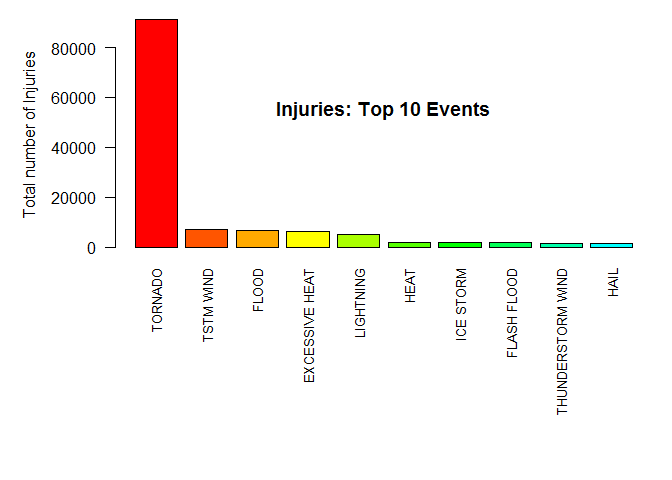 Injuries: Top 10 Events
Total number of Injuries
80000
60000
40000
20000
0
TORNADO
TSTM WIND
FLOOD
EXCESSIVE HEAT
LIGHTNING
HEAT
ICE STORM
FLASH FLOOD
THUNDERSTORM WIND
HAIL